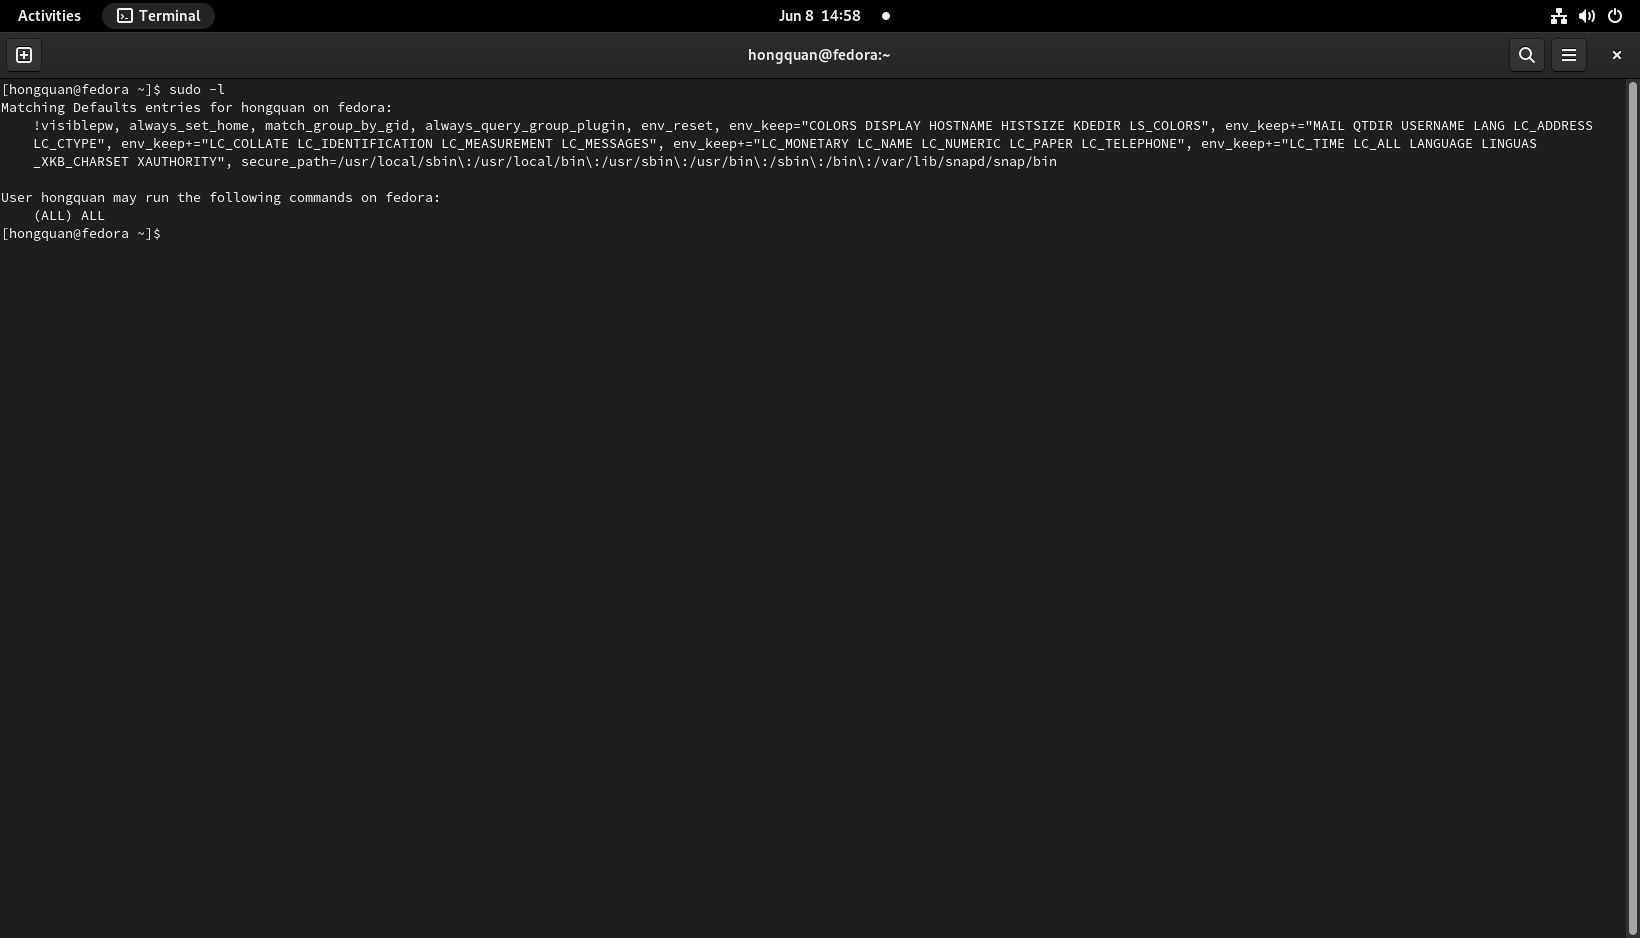 Activities Terminal Jun 8 14:58
hongquan@fedora:~
[hongquan@fedora ~]$ sudo -l
Matching Defaults entries for hongquan on fedora:
    !visiblepw, always_set_home, match_group_by_gid, always_query_group_plugin, env_reset, env_keep="COLORS DISPLAY HOSTNAME HISTSIZE KDEDIR LS_COLORS", env_keep+="MAIL QTDIR USERNAME LANG LC_ADDRESS
    LC_CTYPE", env_keep+="LC_COLLATE LC_IDENTIFICATION LC_MEASUREMENT LC_MESSAGES", env_keep+="LC_MONETARY LC_NAME LC_NUMERIC LC_PAPER LC_TELEPHONE", env_keep+="LC_TIME LC_ALL LANGUAGE LINGUAS
    _XKB_CHARSET XAUTHORITY", secure_path=/usr/local/sbin\:/usr/local/bin\:/usr/sbin\:/usr/bin\:/sbin\:/bin\:/var/lib/snapd/snap/bin

User hongquan may run the following commands on fedora:
    (ALL) ALL
[hongquan@fedora ~]$